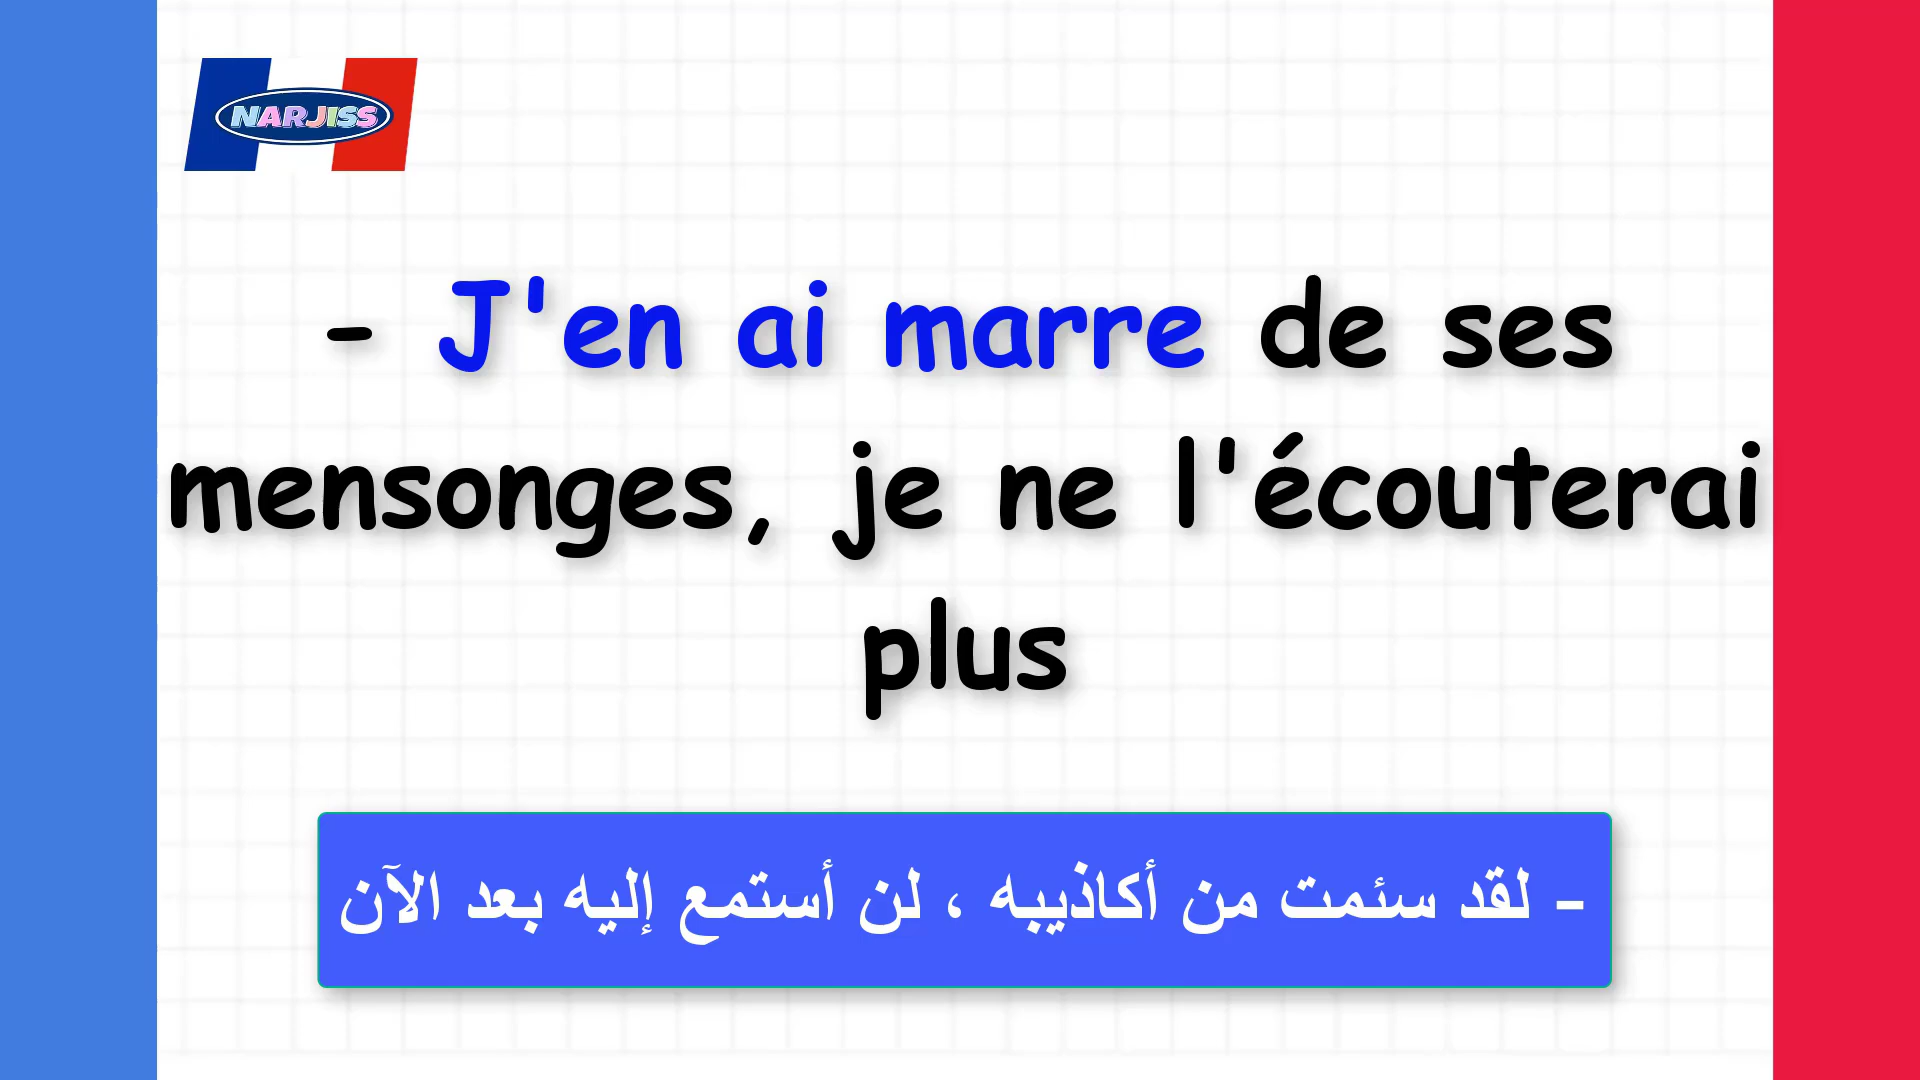 NARJISS
- J'en ai marre de ses
mensonges, je ne l'écouterai
plus
- لقد سئمت من أكاذيبه ، لن أستمع إليه بعد الآن